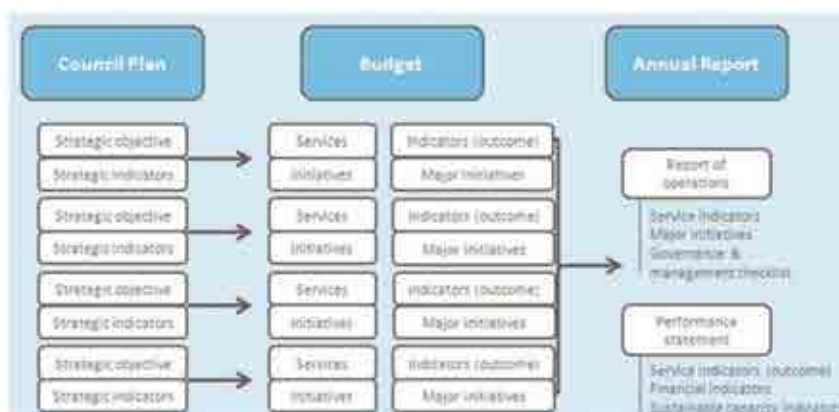 Council Plan
Budget
Annual Report
Strategic objective
Strategic indicators
Services
Initiatives
Indicators (outcome)
Major initiatives
Strategic objective
Strategic indicators
Services
Initiatives
Indicators (outcome)
Major initiatives
Strategic objective
Strategic indicators
Services
Initiatives
Indicators (outcome)
Major initiatives
Strategic objective
Strategic indicators
Services
Initiatives
Indicators (outcome)
Major initiatives
Report of
operations
Service indicators
Major initiatives
Governance &
management checklist
Performance
statement
Service indicators (outcome)
Financial indicators
Sustainable capacity indicators